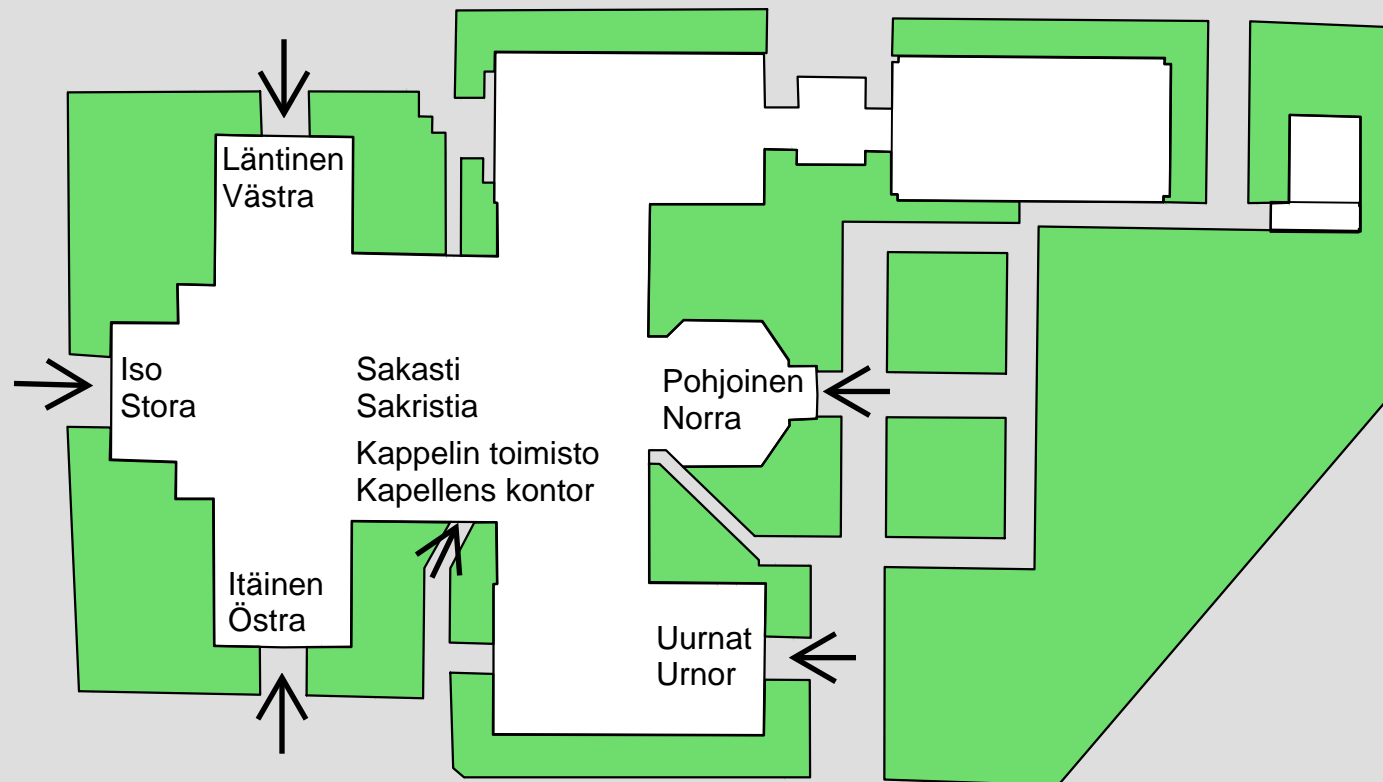 Läntinen
Västra
Iso
Stora
Sakasti
Sakristia
Kappelin toimisto
Kapellens kontor
Pohjoinen
Norra
Itäinen
Östra
Uurnat
Urnor